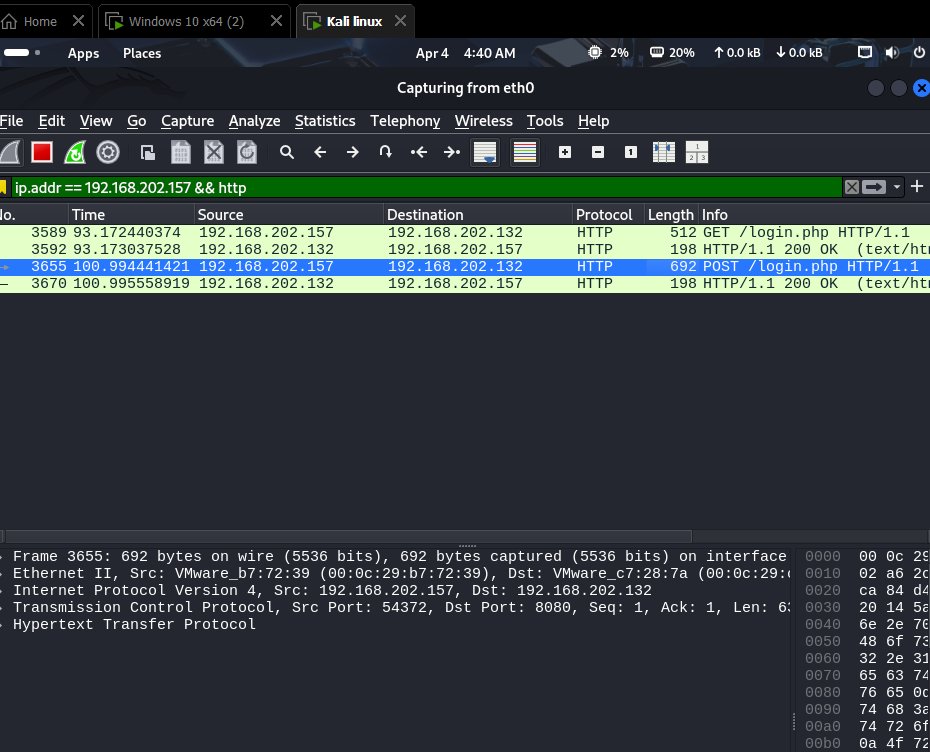 Home Windows 10 x64 (2) Kali linux
Apps Places Apr 4 4:40 AM 2% 20% 0.0 kB 0.0 kB
Capturing from eth0
File Edit View Go Capture Analyze Statistics Telephony Wireless Tools Help
ip.addr == 192.168.202.157 && http
No. Time Source Destination Protocol Length Info
3589 93.172440374 192.168.202.157 192.168.202.132 HTTP 512 GET /login.php HTTP/1.1
3592 93.173037528 192.168.202.132 192.168.202.157 HTTP 198 HTTP/1.1 200 OK (text/htm
3655 100.994441421 192.168.202.157 192.168.202.132 HTTP 692 POST /login.php HTTP/1.1
3670 100.995558919 192.168.202.132 192.168.202.157 HTTP 198 HTTP/1.1 200 OK (text/htm
Frame 3655: 692 bytes on wire (5536 bits), 692 bytes captured (5536 bits) on interface
Ethernet II, Src: VMware_b7:72:39 (00:0c:29:b7:72:39), Dst: VMware_c7:28:7a (00:0c:29:c
Internet Protocol Version 4, Src: 192.168.202.157, Dst: 192.168.202.132
Transmission Control Protocol, Src Port: 54372, Dst Port: 8080, Seq: 1, Ack: 1, Len: 63
Hypertext Transfer Protocol
0000 00 0c 29
0010 02 a6 2c
0020 ca 84 d4
0030 20 14 5a
0040 6e 2e 70
0050 48 6f 73
0060 32 2e 31
0070 65 63 74
0080 76 65 0d
0090 74 68 3a
00a0 74 72 6f
00b0 0a 4f 72